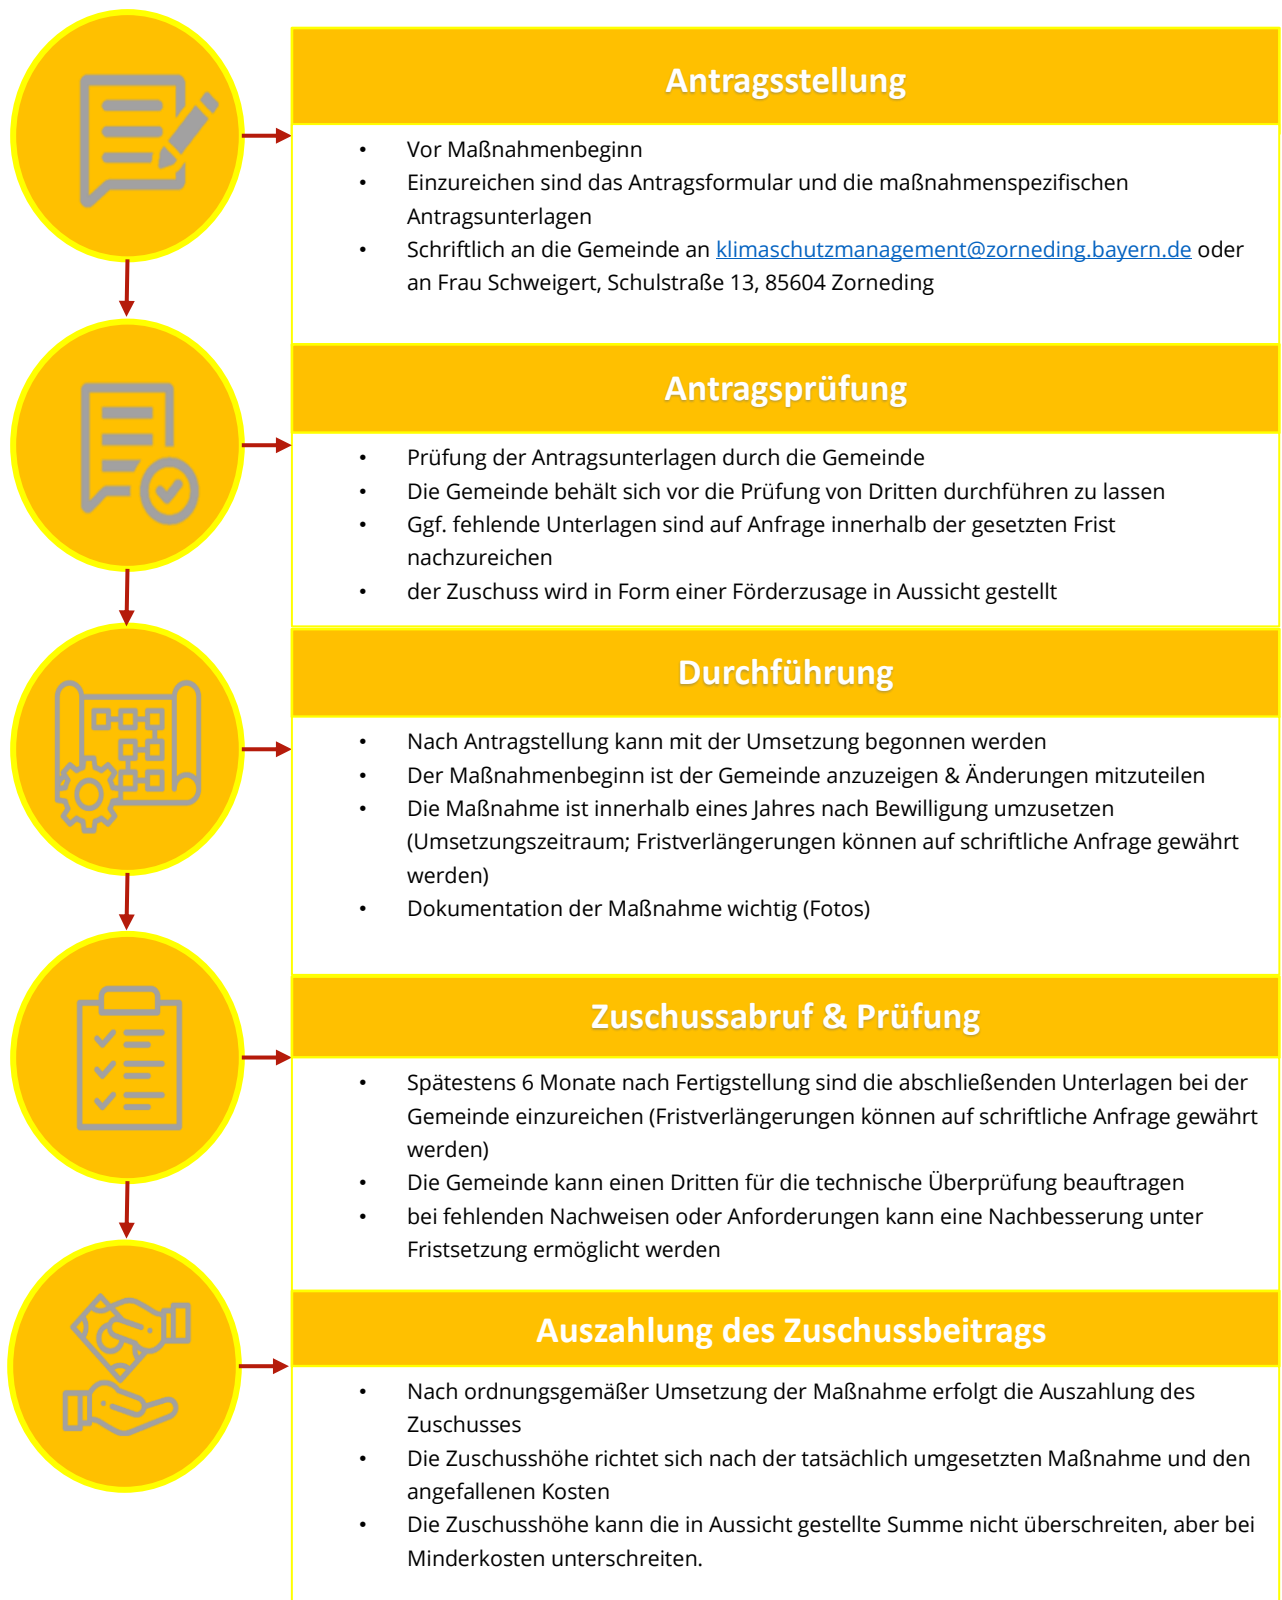 Antragsstellung
• Vor Maßnahmenbeginn
• Einzureichen sind das Antragsformular und die maßnahmenspezifischen
Antragsunterlagen
• Schriftlich an die Gemeinde an klimaschutzmanagement@zorneding.bayern.de oder
an Frau Schweigert, Schulstraße 13, 85604 Zorneding
Antragsprüfung
• Prüfung der Antragsunterlagen durch die Gemeinde
• Die Gemeinde behält sich vor die Prüfung von Dritten durchführen zu lassen
• Ggf. fehlende Unterlagen sind auf Anfrage innerhalb der gesetzten Frist
nachzureichen
• der Zuschuss wird in Form einer Förderzusage in Aussicht gestellt
Durchführung
• Nach Antragstellung kann mit der Umsetzung begonnen werden
• Der Maßnahmenbeginn ist der Gemeinde anzuzeigen & Änderungen mitzuteilen
• Die Maßnahme ist innerhalb eines Jahres nach Bewilligung umzusetzen
(Umsetzungszeitraum; Fristverlängerungen können auf schriftliche Anfrage gewährt
werden)
• Dokumentation der Maßnahme wichtig (Fotos)
Zuschussabruf & Prüfung
• Spätestens 6 Monate nach Fertigstellung sind die abschließenden Unterlagen bei der
Gemeinde einzureichen (Fristverlängerungen können auf schriftliche Anfrage gewährt
werden)
• Die Gemeinde kann einen Dritten für die technische Überprüfung beauftragen
• bei fehlenden Nachweisen oder Anforderungen kann eine Nachbesserung unter
Fristsetzung ermöglicht werden
Auszahlung des Zuschussbeitrags
• Nach ordnungsgemäßer Umsetzung der Maßnahme erfolgt die Auszahlung des
Zuschusses
• Die Zuschusshöhe richtet sich nach der tatsächlich umgesetzten Maßnahme und den
angefallenen Kosten
• Die Zuschusshöhe kann die in Aussicht gestellte Summe nicht überschreiten, aber bei
Minderkosten unterschreiten.